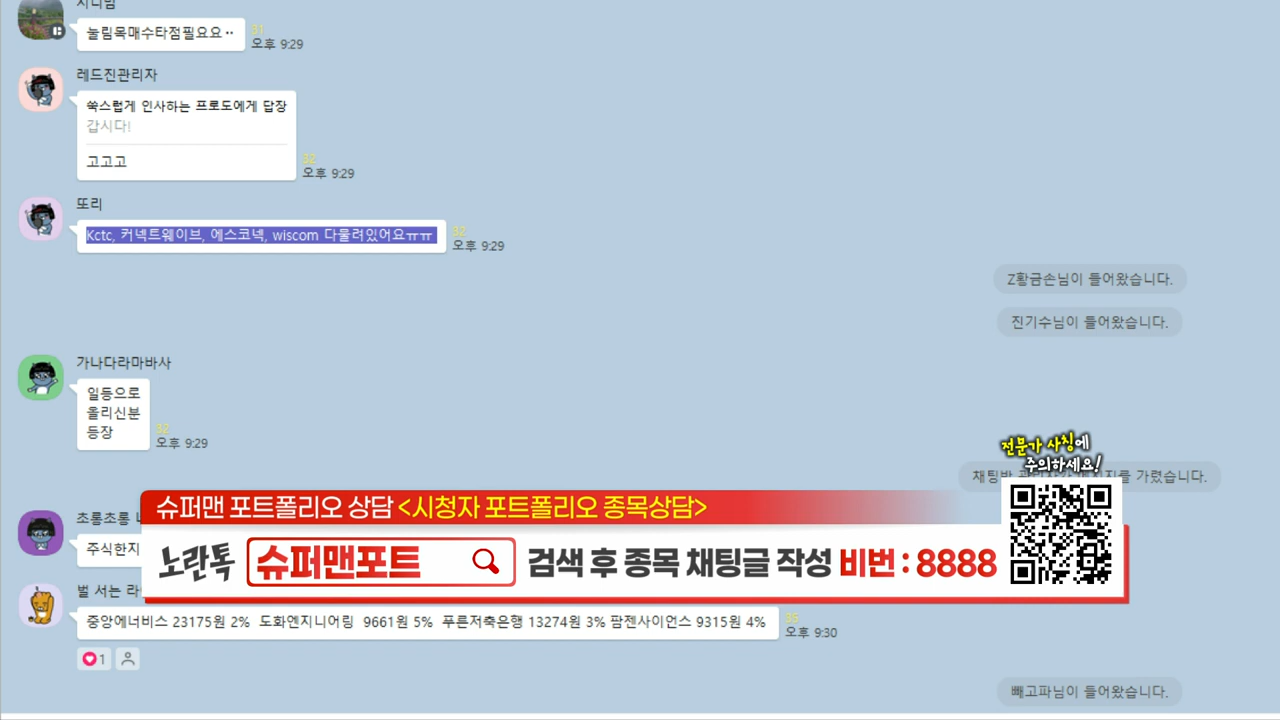 눌림목매수타점필요요··
31
오후 9:29
레드진관리자
쑥스럽게 인사하는 프로도에게 답장
갑시다!
고고고
32
오후 9:29
또리
Kctc, 커넥트웨이브, 에스코넥, wiscom 다물려있어요ㅠㅠ
32
오후 9:29
Z황금손님이 들어왔습니다.
진기수님이 들어왔습니다.
가나다라마바사
일등으로
올리신분
등장
32
오후 9:29
전문가 사칭에
주의하세요!
채팅방 가렸습니다.
슈퍼맨 포트폴리오 상담 <시청자 포트폴리오 종목상담>
초롱초롱
주식한지
노란톡 슈퍼맨포트 검색 후 종목 채팅글 작성 비번 : 8888
벌 서는
중앙에너비스 23175원 2% 도화엔지니어링 9661원 5% 푸른저축은행 13274원 3% 팜젠사이언스 9315원 4%
35
오후 9:30
1
빼고파님이 들어왔습니다.